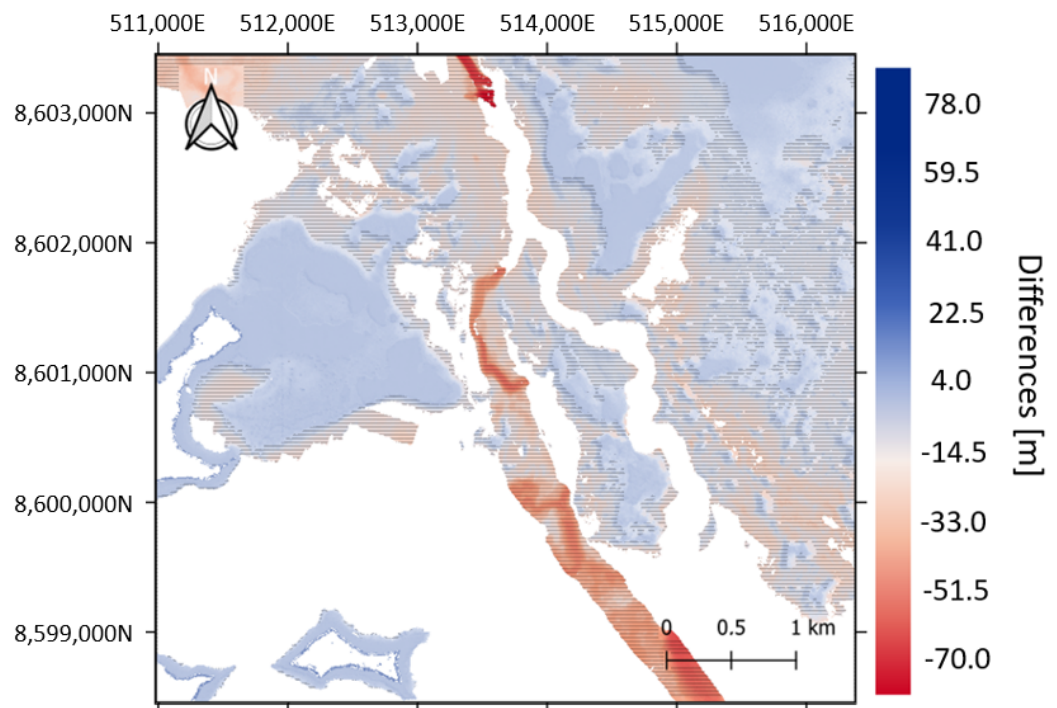 511,000E 512,000E 513,000E 514,000E 515,000E 516,000E
N
8,603,000N
8,602,000N
8,601,000N
8,600,000N
8,599,000N
0 0.5 1 km
78.0
59.5
41.0
22.5
4.0
-14.5
-33.0
-51.5
-70.0
Differences [m]